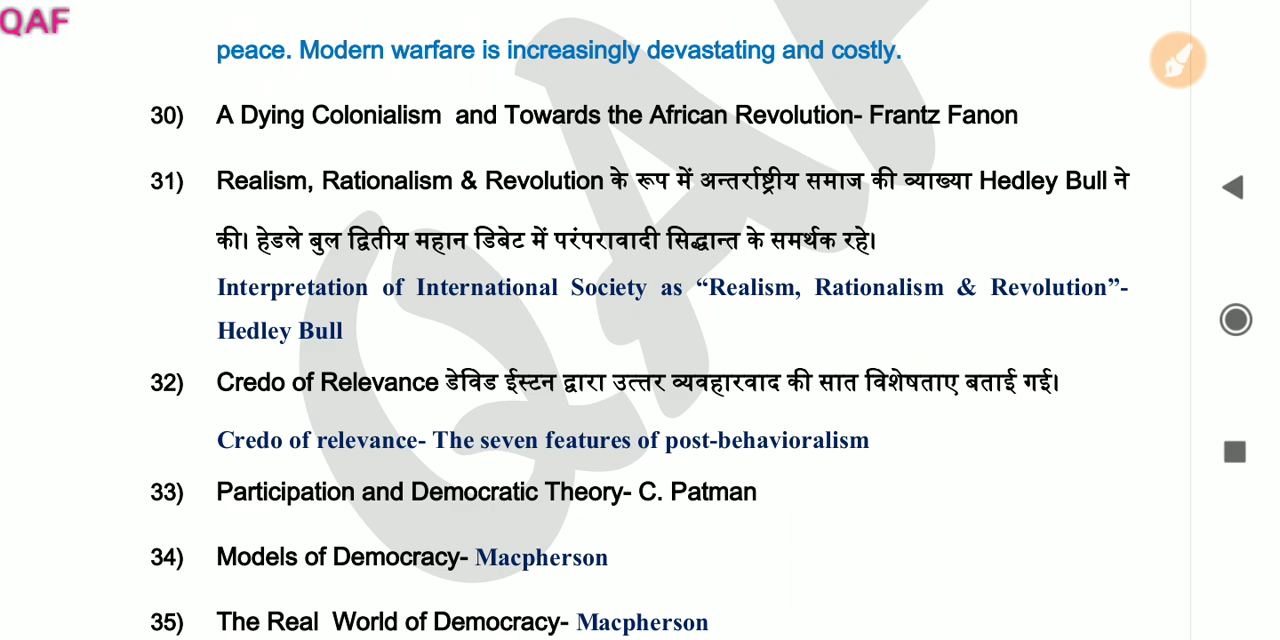 QAF
peace. Modern warfare is increasingly devastating and costly.
30) A Dying Colonialism and Towards the African Revolution- Frantz Fanon
31) Realism, Rationalism & Revolution के रूप में अन्तर्राष्ट्रीय समाज की व्याख्या Hedley Bull ने
की। हेडले बुल द्वितीय महान डिबेट में परंपरावादी सिद्धान्त के समर्थक रहे।
Interpretation of International Society as “Realism, Rationalism & Revolution”-
Hedley Bull
32) Credo of Relevance डेविड ईस्टन द्वारा उत्तर व्यवहारवाद की सात विशेषताए बताई गई।
Credo of relevance- The seven features of post-behavioralism
33) Participation and Democratic Theory- C. Patman
34) Models of Democracy- Macpherson
35) The Real World of Democracy- Macpherson